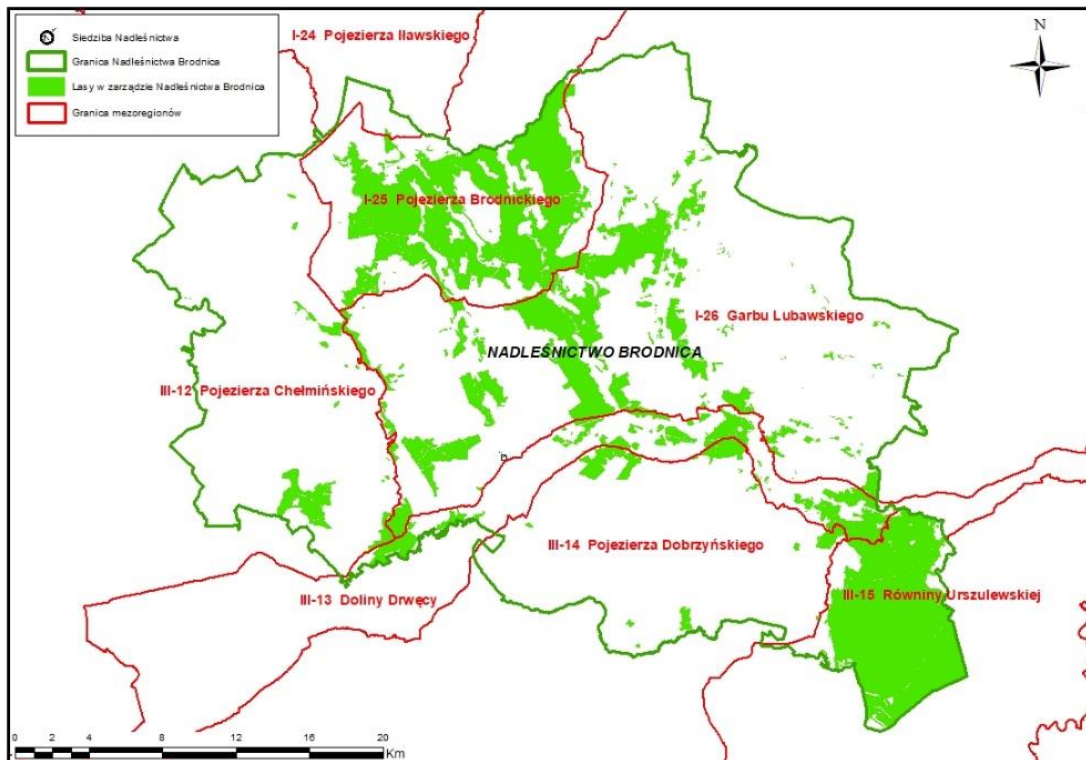 Siedziba Nadleśnictwa
Granica Nadleśnictwa Brodnica
Lasy w zarządzie Nadleśnictwa Brodnica
Granica mezoregionów
I-24 Pojezierza Iławskiego
N
I-25 Pojezierza Brodnickiego
I-26 Garbu Lubawskiego
NADLEŚNICTWO BRODNICA
III-12 Pojezierza Chełmińskiego
III-14 Pojezierza Dobrzyńskiego
III-13 Doliny Drwęcy
III-15 Równiny Urszulewskiej
0 2 4 8 12 16 20
Km